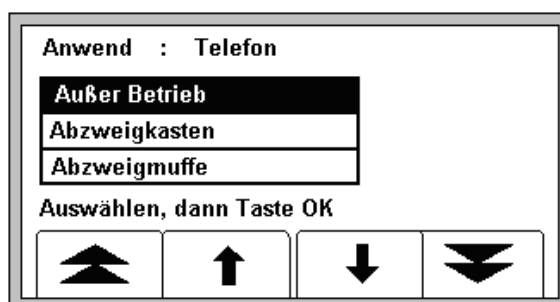 Anwend : Telefon
Außer Betrieb
Abzweigkasten
Abzweigmuffe
Auswählen, dann Taste OK